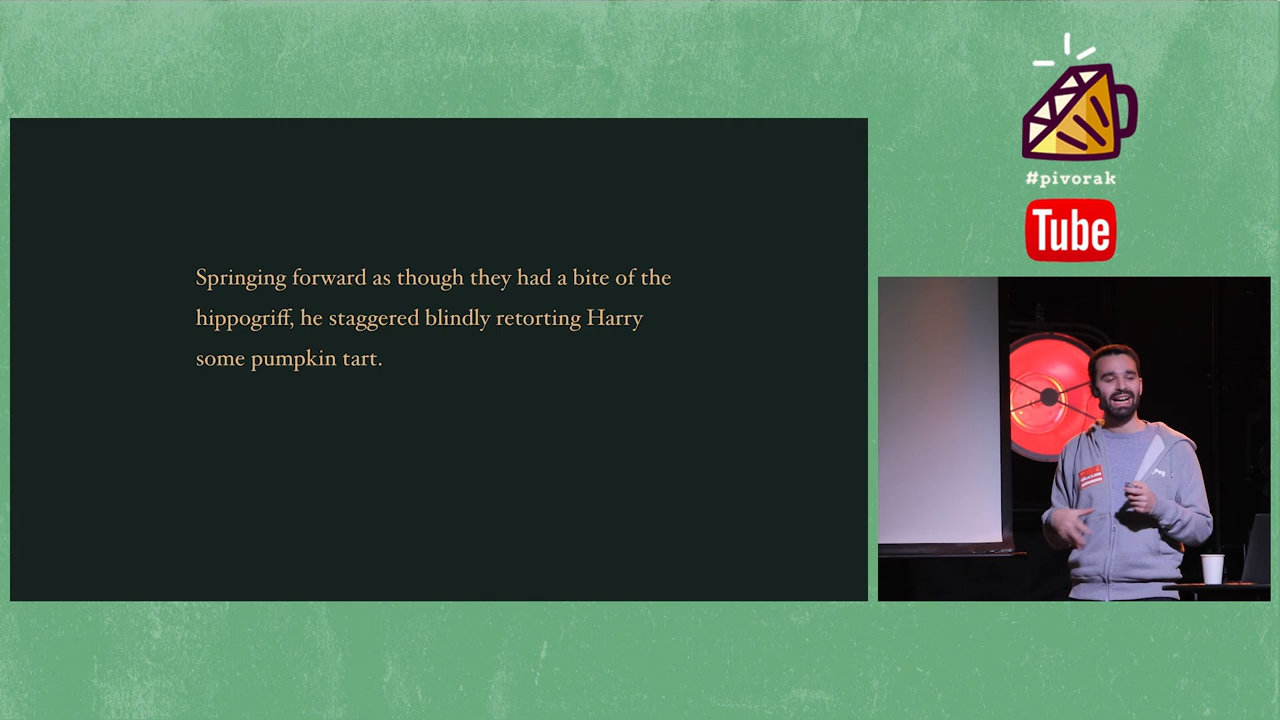 Springing forward as though they had a bite of the
hippogriff, he staggered blindly retorting Harry
some pumpkin tart.
#pivorak
Tube